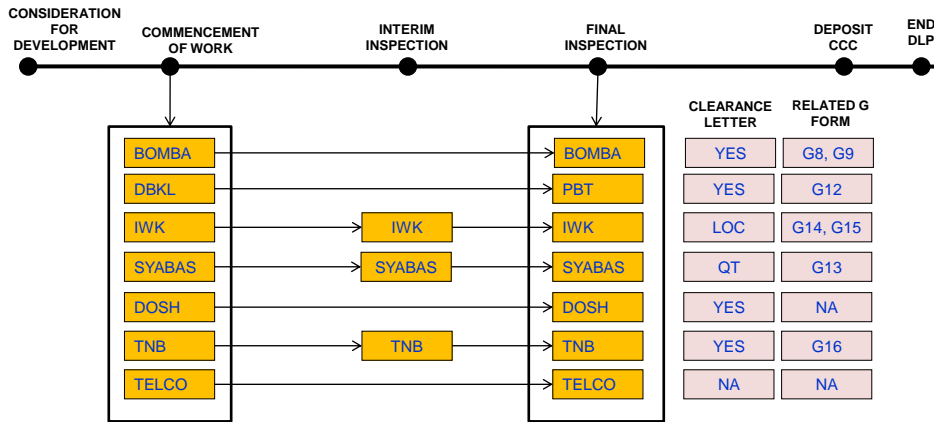 CONSIDERATION
FOR
DEVELOPMENT
COMMENCEMENT
OF WORK
INTERIM
INSPECTION
FINAL
INSPECTION
DEPOSIT
CCC
END
DLP
CLEARANCE
LETTER
RELATED G
FORM
BOMBA BOMBA YES G8, G9
DBKL PBT YES G12
IWK IWK IWK LOC G14, G15
SYABAS SYABAS SYABAS QT G13
DOSH DOSH YES NA
TNB TNB TNB YES G16
TELCO TELCO NA NA